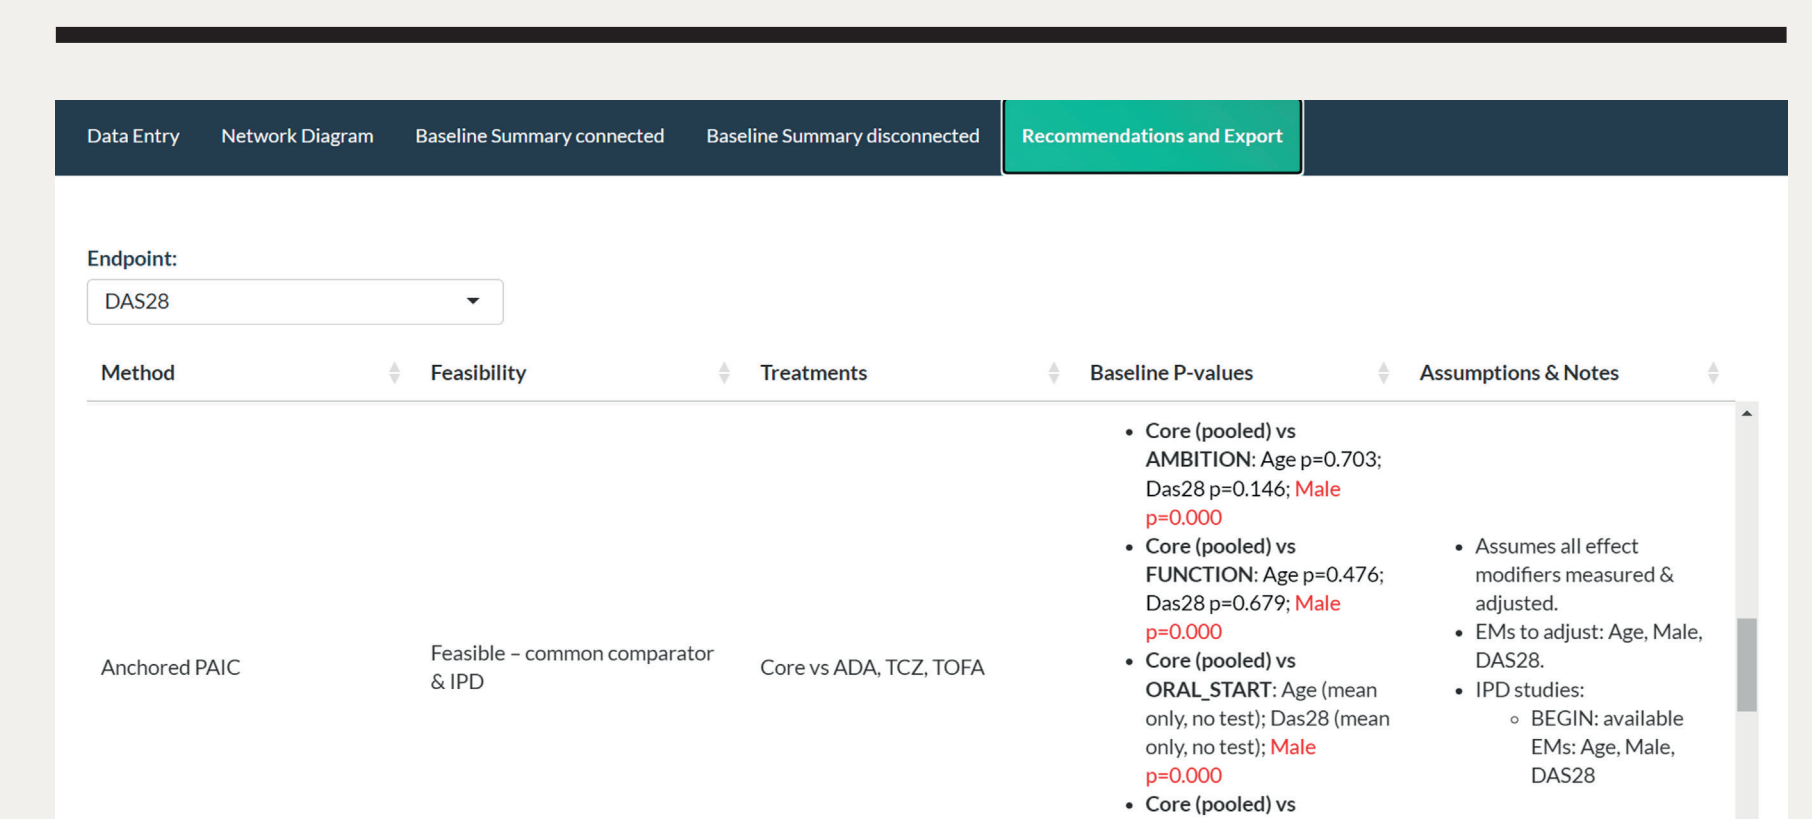 Data Entry Network Diagram Baseline Summary connected Baseline Summary disconnected Recommendations and Export
Endpoint:
DAS28
Method Feasibility Treatments Baseline P-values Assumptions & Notes
Anchored PAIC
Feasible – common comparator
& IPD
Core vs ADA, TCZ, TOFA
• Core (pooled) vs
AMBITION: Age p=0.703;
Das28 p=0.146; Male
p=0.000
• Core (pooled) vs
FUNCTION: Age p=0.476;
Das28 p=0.679; Male
p=0.000
• Core (pooled) vs
ORAL_START: Age (mean
only, no test); Das28 (mean
only, no test); Male
p=0.000
• Core (pooled) vs
• Assumes all effect
modifiers measured &
adjusted.
• EMs to adjust: Age, Male,
DAS28.
• IPD studies:
◦ BEGIN: available
EMs: Age, Male,
DAS28